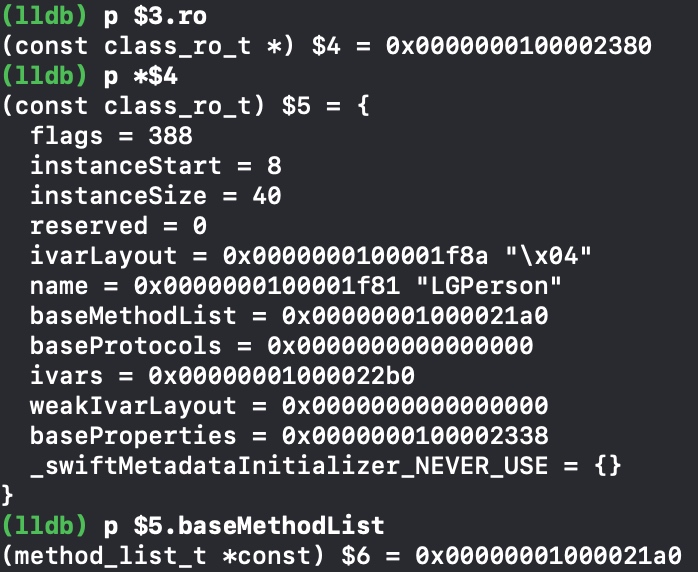 (lldb) p $3.ro
(const class_ro_t *) $4 = 0x0000000100002380
(lldb) p *$4
(const class_ro_t) $5 = {
  flags = 388
  instanceStart = 8
  instanceSize = 40
  reserved = 0
  ivarLayout = 0x0000000100001f8a "\x04"
  name = 0x0000000100001f81 "LGPerson"
  baseMethodList = 0x00000001000021a0
  baseProtocols = 0x0000000000000000
  ivars = 0x00000001000022b0
  weakIvarLayout = 0x0000000000000000
  baseProperties = 0x0000000100002338
  _swiftMetadataInitializer_NEVER_USE = {}
}
(lldb) p $5.baseMethodList
(method_list_t *const) $6 = 0x00000001000021a0